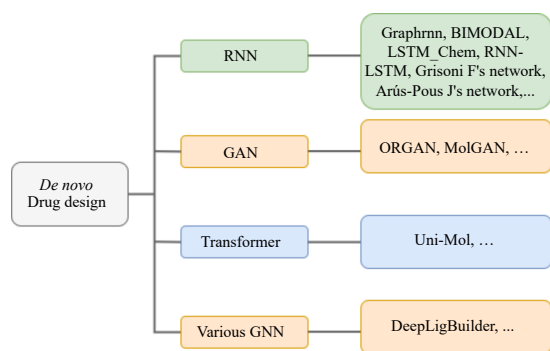 De novo
Drug design
RNN
Graphrnn, BIMODAL,
LSTM_Chem, RNN-
LSTM, Grisoni F's network,
Arús-Pous J's network,...
GAN
ORGAN, MolGAN, …
Transformer
Uni-Mol, …
Various GNN
DeepLigBuilder, ...